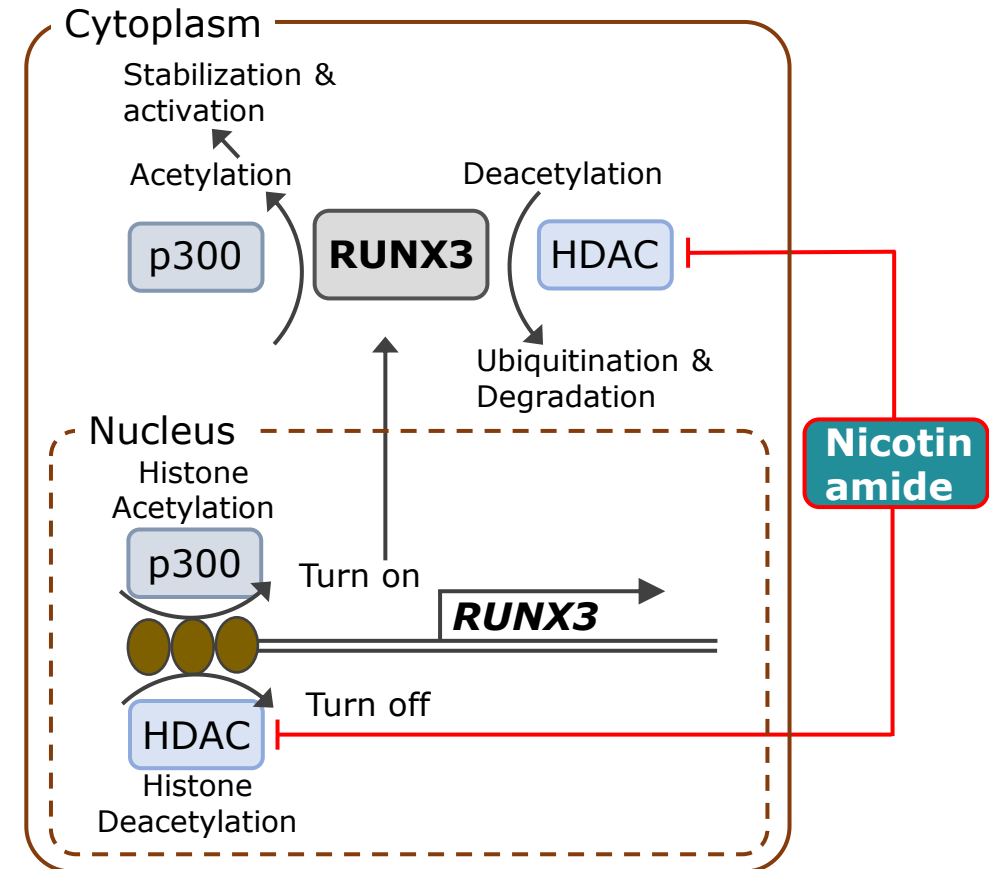 Cytoplasm
Stabilization &
activation
Acetylation
Deacetylation
p300
RUNX3
HDAC
Ubiquitination &
Degradation
Nucleus
Nicotin
amide
Histone
Acetylation
p300
Turn on
RUNX3
Turn off
HDAC
Histone
Deacetylation